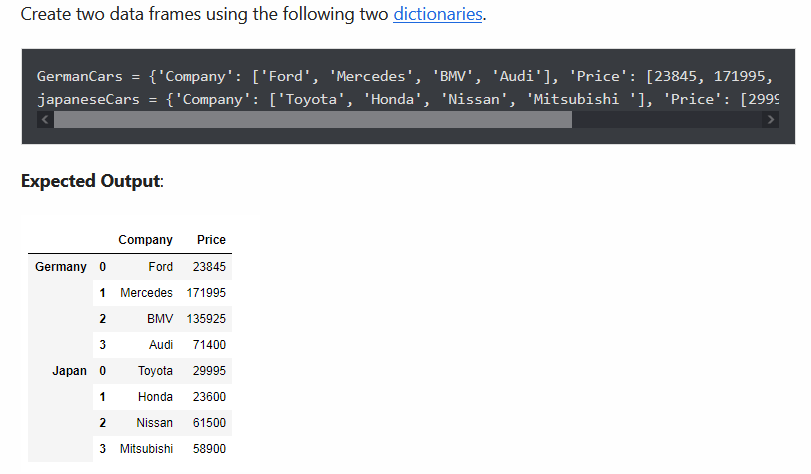 Create two data frames using the following two dictionaries.
GermanCars = {'Company': ['Ford', 'Mercedes', 'BMV', 'Audi'], 'Price': [23845, 171995,
japaneseCars = {'Company': ['Toyota', 'Honda', 'Nissan', 'Mitsubishi '], 'Price': [2999
Expected Output:
Company Price
Germany 0 Ford 23845
1 Mercedes 171995
2 BMV 135925
3 Audi 71400
Japan 0 Toyota 29995
1 Honda 23600
2 Nissan 61500
3 Mitsubishi 58900